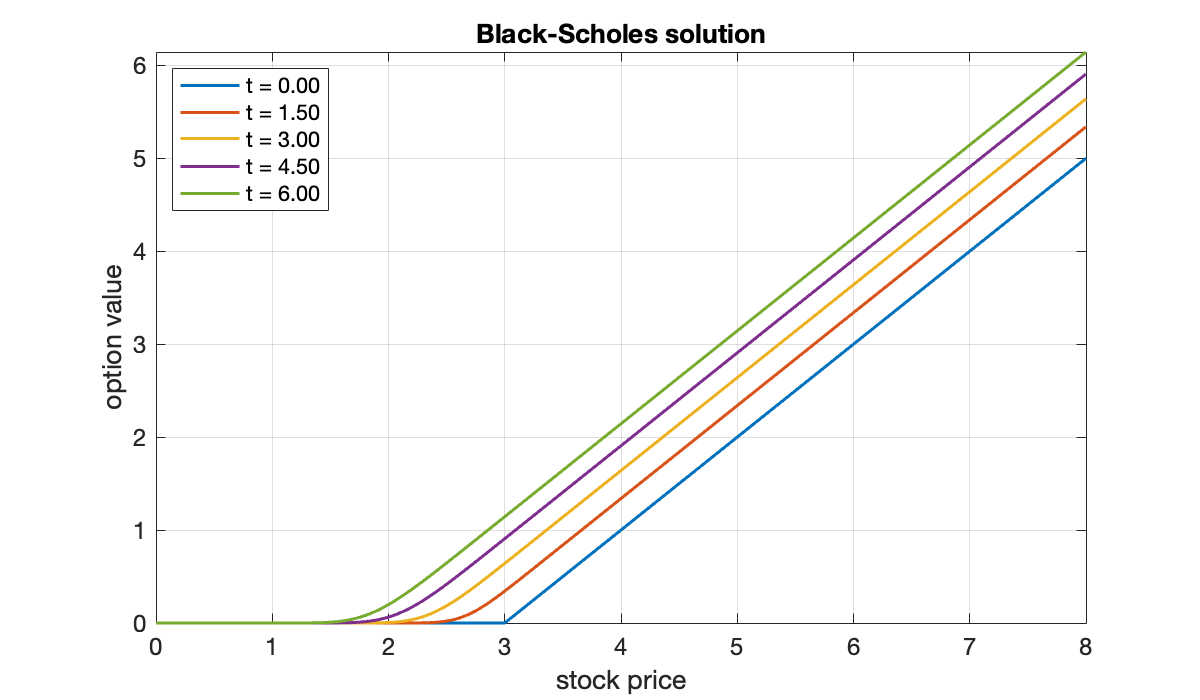 Black-Scholes solution
t = 0.00
t = 1.50
t = 3.00
t = 4.50
t = 6.00
option value
6
5
4
3
2
1
0
0 1 2 3 4 5 6 7 8
stock price